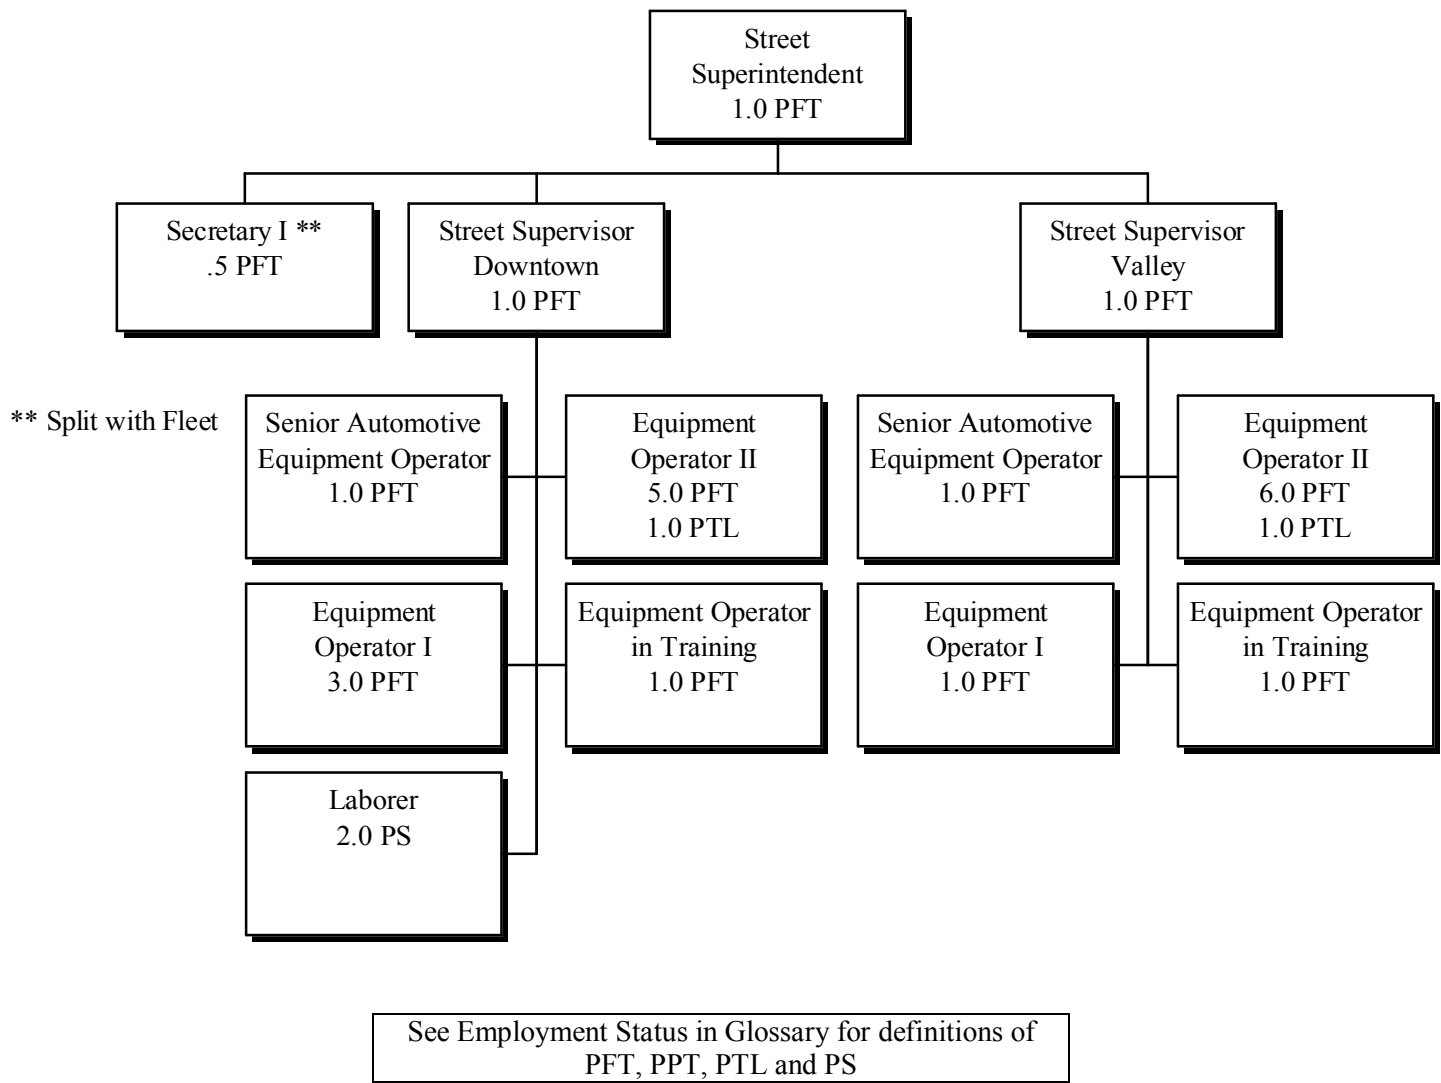 Street
Superintendent
1.0 PFT
Secretary I **
.5 PFT
Street Supervisor
Downtown
1.0 PFT
Street Supervisor
Valley
1.0 PFT
** Split with Fleet
Senior Automotive
Equipment Operator
1.0 PFT
Equipment
Operator II
5.0 PFT
1.0 PTL
Senior Automotive
Equipment Operator
1.0 PFT
Equipment
Operator II
6.0 PFT
1.0 PTL
Equipment
Operator I
3.0 PFT
Equipment Operator
in Training
1.0 PFT
Equipment
Operator I
1.0 PFT
Equipment Operator
in Training
1.0 PFT
Laborer
2.0 PS
See Employment Status in Glossary for definitions of
PFT, PPT, PTL and PS